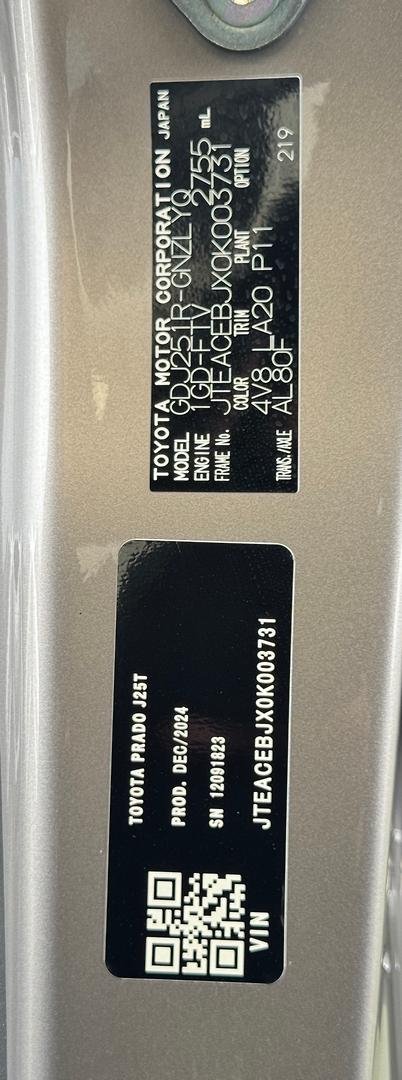 TOYOTA MOTOR CORPORATION JAPAN
MODEL GDJ251R-GNZLYQ
ENGINE 1GD-FTV 2755 mL
FRAME No. JTEACEBJX0K003731
COLOR TRIM PLANT OPTION
4V8 LA20 P11
TRANS./AXLE AL80F 219
TOYOTA PRADO J25T
PROD. DEC/2024
SN 12091823
VIN JTEACEBJX0K003731